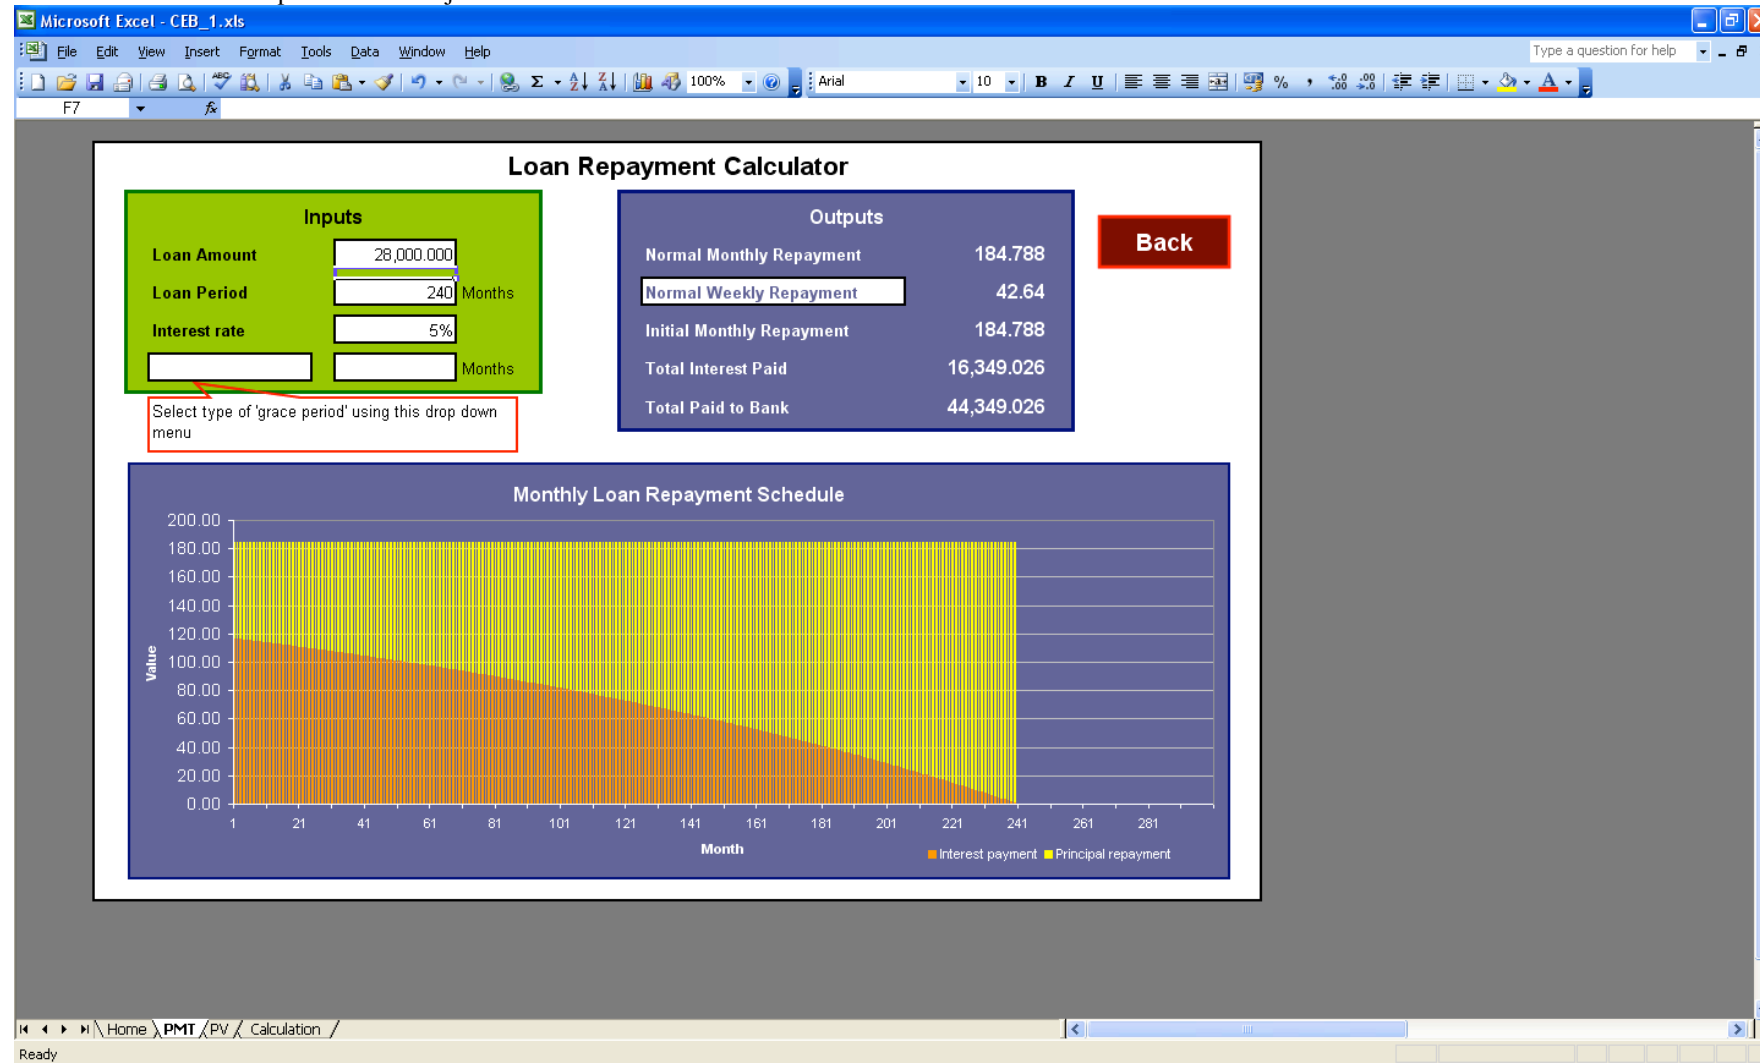 Microsoft Excel - CEB_1.xls
File Edit View Insert Format Tools Data Window Help
Type a question for help
100%
Arial
10
B I U
%
F7
fx
Loan Repayment Calculator
Inputs
Loan Amount 28,000.000
Loan Period 240 Months
Interest rate 5%
Months
Select type of 'grace period' using this drop down
menu
Outputs
Normal Monthly Repayment 184.788
Normal Weekly Repayment 42.64
Initial Monthly Repayment 184.788
Total Interest Paid 16,349.026
Total Paid to Bank 44,349.026
Back
Monthly Loan Repayment Schedule
200.00
180.00
160.00
140.00
120.00
100.00
80.00
60.00
40.00
20.00
0.00
Value
1 21 41 61 81 101 121 141 161 181 201 221 241 261 281
Month
Interest payment Principal repayment
Home PMT PV Calculation
Ready